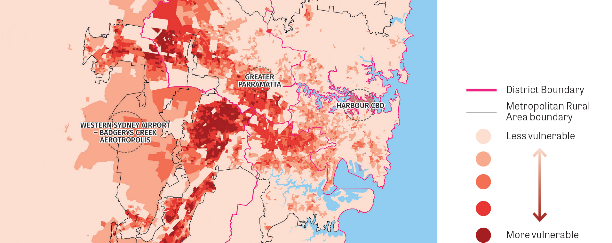 GREATER
PARRAMATTA
HARBOUR CBD
WESTERN SYDNEY AIRPORT
– BADGERYS CREEK
AEROTROPOLIS
District Boundary
Metropolitan Rural
Area boundary
Less vulnerable
More vulnerable